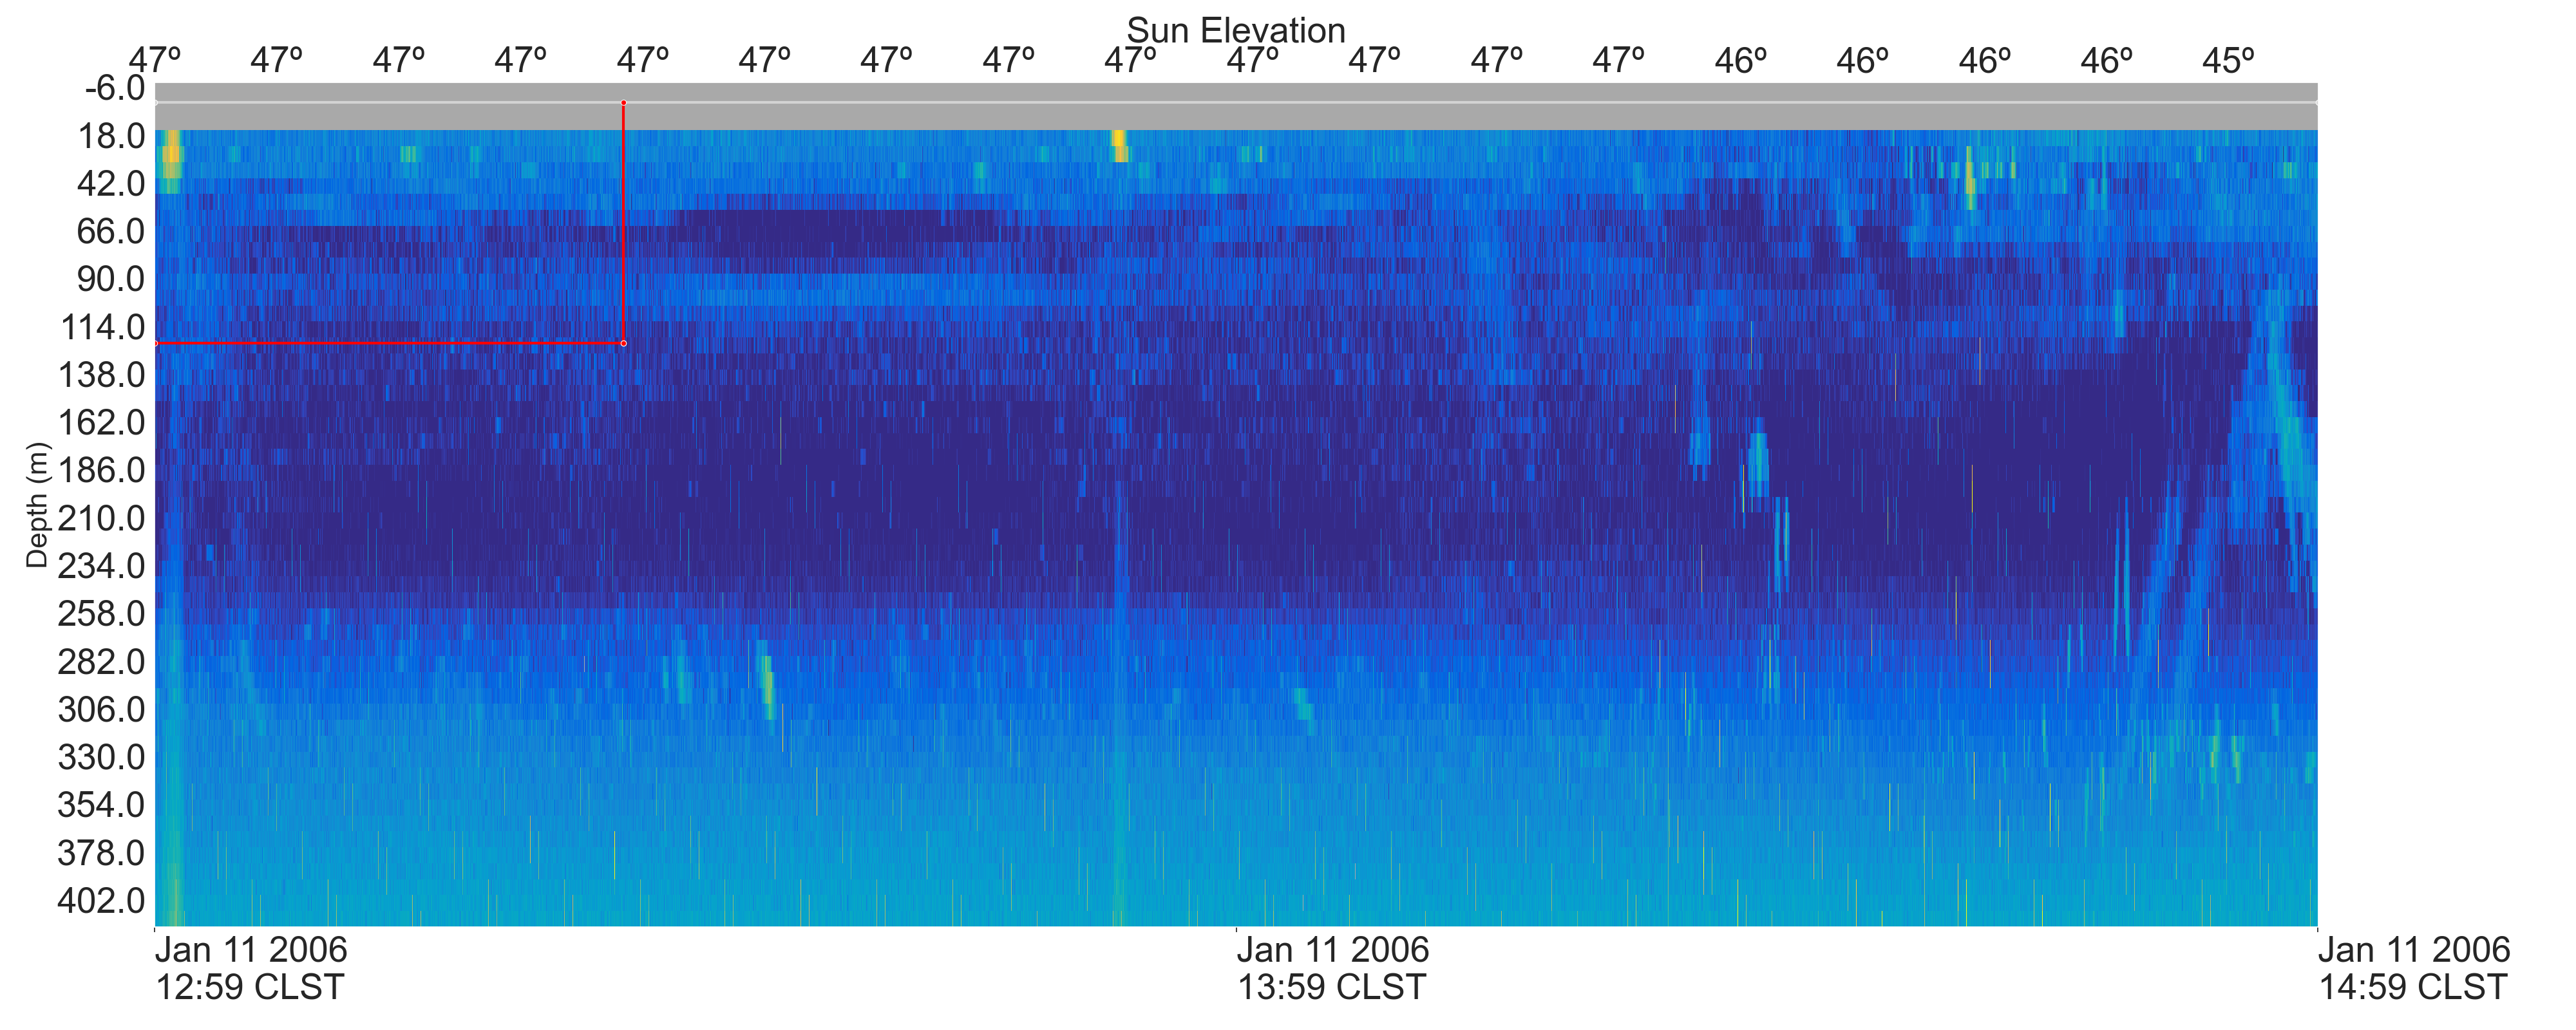 Sun Elevation
47º 47º 47º 47º 47º 47º 47º 47º 47º 47º 47º 47º 47º 46º 46º 46º 46º 45º
-6.0
18.0
42.0
66.0
90.0
114.0
138.0
162.0
186.0
210.0
234.0
258.0
282.0
306.0
330.0
354.0
378.0
402.0
Depth (m)
Jan 11 2006
12:59 CLST
Jan 11 2006
13:59 CLST
Jan 11 2006
14:59 CLST